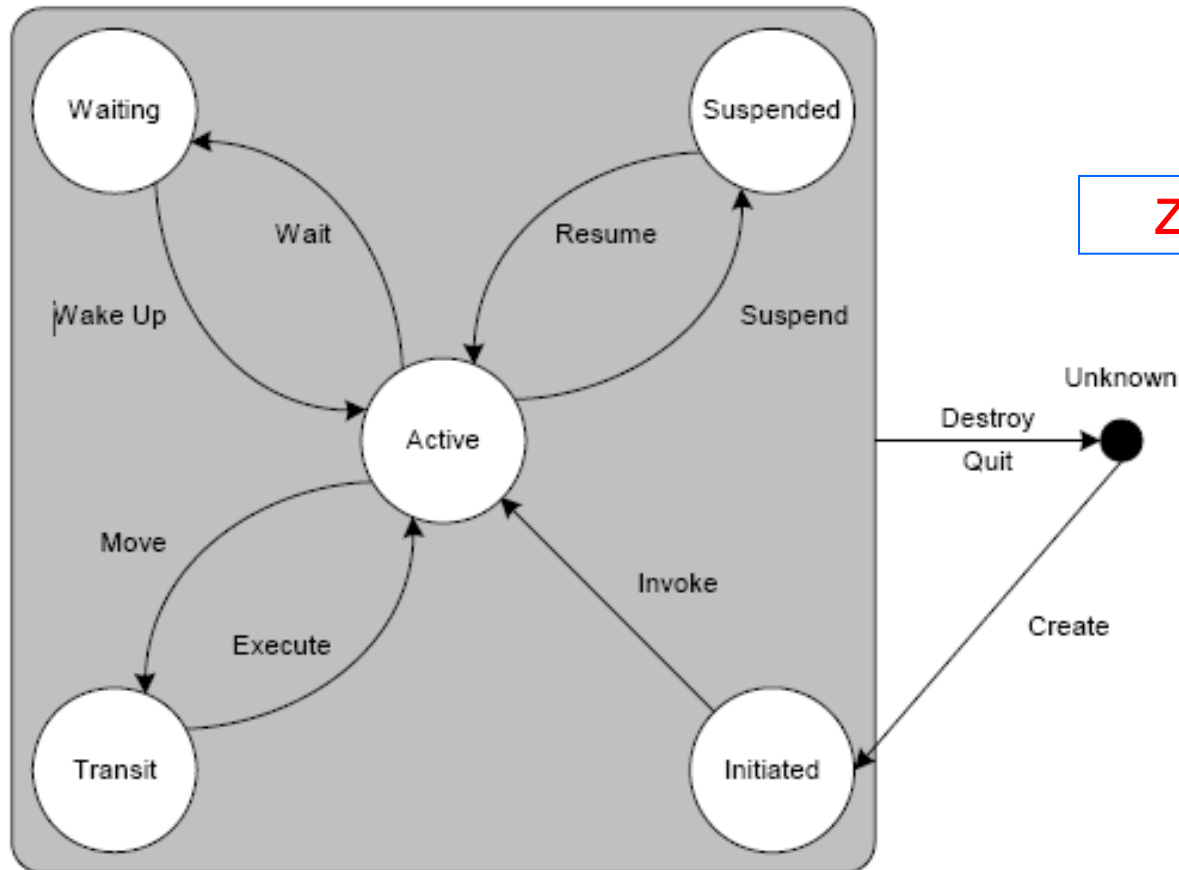 Waiting
Suspended
Z
Wait
Resume
Wake Up
Suspend
Unknown
Destroy
Active
Quit
Move
Invoke
Create
Execute
Transit
Initiated